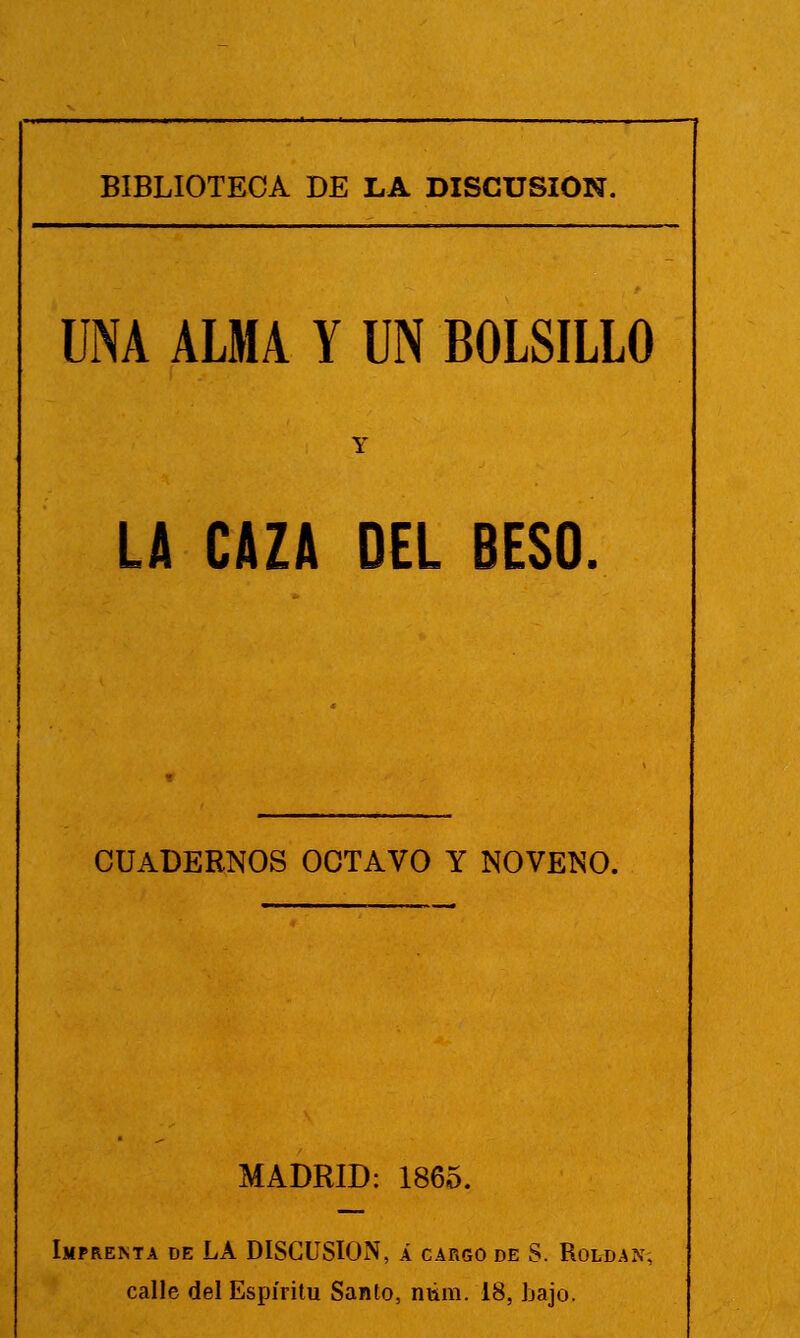 BIBLIOTECA DE LA DISCUSION.
UNA ALMA Y UN BOLSILLO
Y
LA CAZA DEL BESO.
CUADERNOS OCTAVO Y NOVENO.
MADRID: 1865.
IMPRENTA DE LA DISCUSION, Á CARGO DE S. ROLDAN,
calle del Espíritu Santo, núm. 18, bajo.